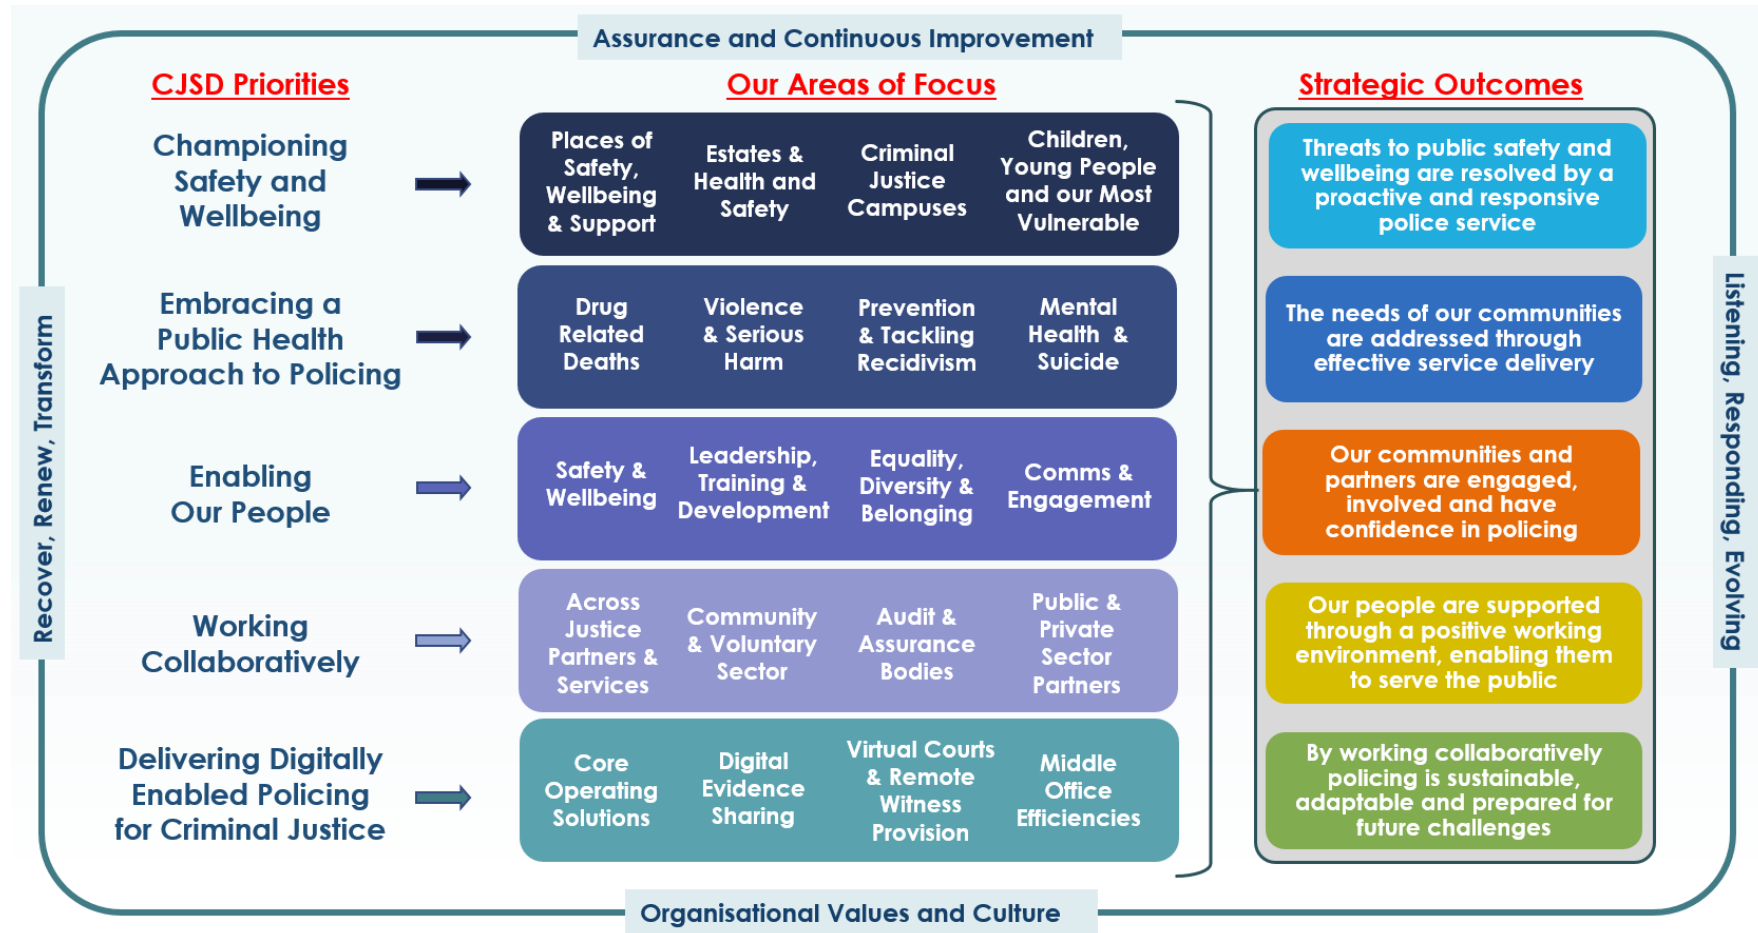 Assurance and Continuous Improvement
CJSD Priorities
Our Areas of Focus
Strategic Outcomes
Championing
Safety and
Wellbeing
Places of
Safety,
Wellbeing
& Support
Estates &
Health and
Safety
Criminal
Justice
Campuses
Children,
Young People
and our Most
Vulnerable
Threats to public safety and
wellbeing are resolved by a
proactive and responsive
police service
Embracing a
Public Health
Approach to Policing
Drug
Related
Deaths
Violence
& Serious
Harm
Prevention
& Tackling
Recidivism
Mental
Health &
Suicide
The needs of our communities
are addressed through
effective service delivery
Enabling
Our People
Safety &
Wellbeing
Leadership,
Training &
Development
Equality,
Diversity &
Belonging
Comms &
Engagement
Our communities and
partners are engaged,
involved and have
confidence in policing
Working
Collaboratively
Across
Justice
Partners &
Services
Community
& Voluntary
Sector
Audit &
Assurance
Bodies
Public &
Private
Sector
Partners
Our people are supported
through a positive working
environment, enabling them
to serve the public
Delivering Digitally
Enabled Policing
for Criminal Justice
Core
Operating
Solutions
Digital
Evidence
Sharing
Virtual Courts
& Remote
Witness
Provision
Middle
Office
Efficiencies
By working collaboratively
policing is sustainable,
adaptable and prepared for
future challenges
Recover, Renew, Transform
Listening, Responding, Evolving
Organisational Values and Culture